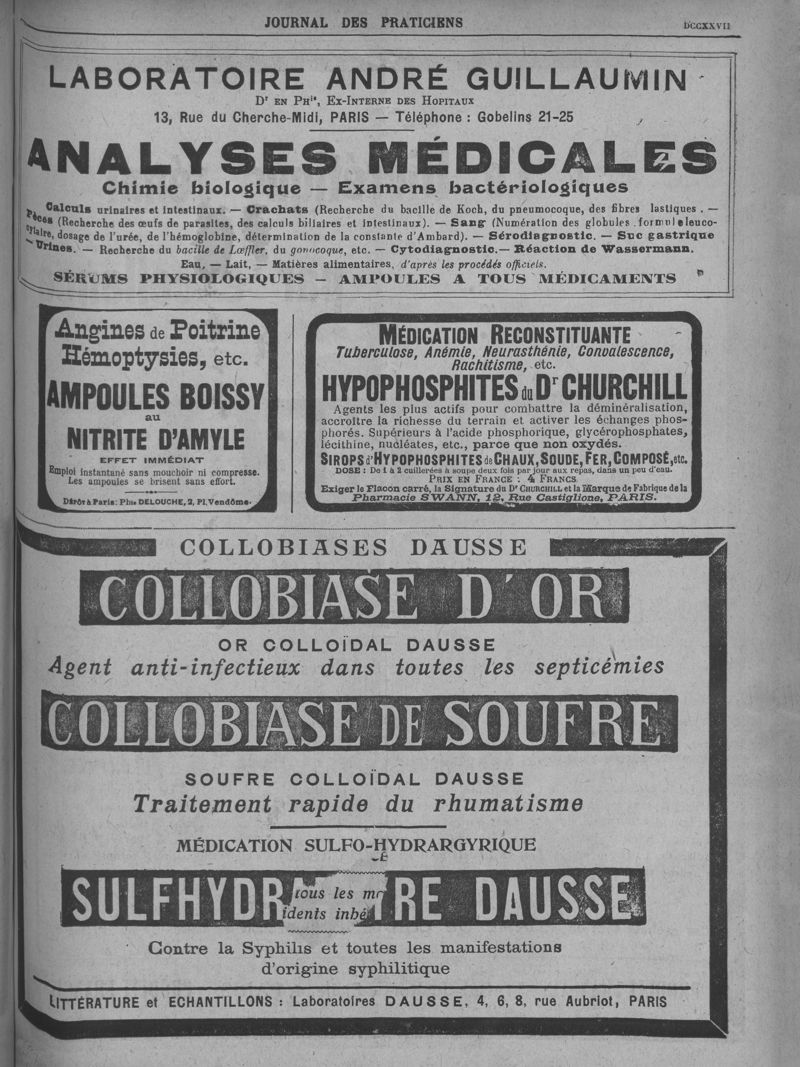 JOURNAL DES PRATICIENS
DCCXXVII
LABORATOIRE ANDRÉ GUILLAUMIN
Dr EN PHie, EX-INTERNE DES HOPITAUX
13, Rue du Cherche-Midi, PARIS — Téléphone : Gobelins 21-25
ANALYSES MÉDICALES
Chimie biologique — Examens bactériologiques
Calculs urinaires et intestinaux. — Crachats (Recherche du bacille de Koch, du pneumocoque, des fibres lastiques . —
Fèces (Recherche des œufs de parasites, des calculs biliaires et intestinaux). — Sang (Numération des globules formule leuco-
cytaire, dosage de l'urée, de l'hémoglobine, détermination de la constante d'Ambard). — Sérodiagnostic. — Suc gastrique
— Urines. — Recherche du bacille de Lœffler, du gonocoque, etc. — Cytodiagnostic. — Réaction de Wassermann.
Eau, — Lait, — Matières alimentaires, d'après les procédés officiels.
SÉRUMS PHYSIOLOGIQUES — AMPOULES A TOUS MÉDICAMENTS
Angines de Poitrine
Hémoptysies, etc.
AMPOULES BOISSY
au
NITRITE D'AMYLE
EFFET IMMÉDIAT
Emploi instantané sans mouchoir ni compresse.
Les ampoules se brisent sans effort.
Dépôt à Paris: Phie DELOUCHE, 2, Pl. Vendôme.
MÉDICATION RECONSTITUANTE
Tuberculose, Anémie, Neurasthénie, Convalescence,
Rachitisme, etc.
HYPOPHOSPHITES du Dr CHURCHILL
Agents les plus actifs pour combattre la déminéralisation,
accroître la richesse du terrain et activer les échanges phos-
phorés. Supérieurs à l'acide phosphorique, glycérophosphates,
lécithine, nucléates, etc., parce que non oxydés.
SIROPS d'HYPOPHOSPHITES de CHAUX, SOUDE, FER, COMPOSÉ, etc.
DOSE : De 1 à 2 cuillerées à soupe deux fois par jour aux repas, dans un peu d'eau.
PRIX EN FRANCE : 4 FRANCS
Exiger le Flacon carré, la Signature du Dr CHURCHILL et la Marque de Fabrique de la
Pharmacie SWANN, 12, Rue Castiglione, PARIS.
COLLOBIASES DAUSSE
COLLOBIASE D'OR
OR COLLOÏDAL DAUSSE
Agent anti-infectieux dans toutes les septicémies
COLLOBIASE DE SOUFRE
SOUFRE COLLOÏDAL DAUSSE
Traitement rapide du rhumatisme
MÉDICATION SULFO-HYDRARGYRIQUE
SULFHYDR
tous les
idents inhé
RE DAUSSE
Contre la Syphilis et toutes les manifestations
d'origine syphilitique
LITTÉRATURE et ECHANTILLONS : Laboratoires DAUSSE, 4, 6, 8, rue Aubriot, PARIS